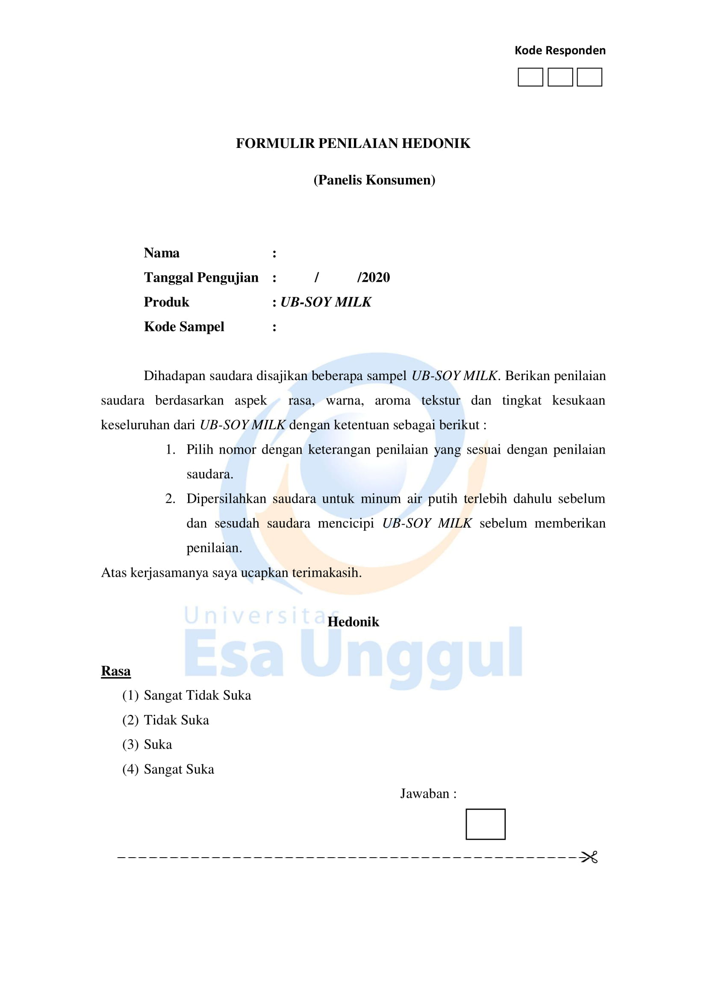 Kode Responden
FORMULIR PENILAIAN HEDONIK
(Panelis Konsumen)
Nama :
Tanggal Pengujian : / /2020
Produk : UB-SOY MILK
Kode Sampel :
Dihadapan saudara disajikan beberapa sampel UB-SOY MILK. Berikan penilaian
saudara berdasarkan aspek rasa, warna, aroma tekstur dan tingkat kesukaan
keseluruhan dari UB-SOY MILK dengan ketentuan sebagai berikut :
1. Pilih nomor dengan keterangan penilaian yang sesuai dengan penilaian
saudara.
2. Dipersilahkan saudara untuk minum air putih terlebih dahulu sebelum
dan sesudah saudara mencicipi UB-SOY MILK sebelum memberikan
penilaian.
Atas kerjasamanya saya ucapkan terimakasih.
Universitas
Hedonik
Esa Unggul
Rasa
(1) Sangat Tidak Suka
(2) Tidak Suka
(3) Suka
(4) Sangat Suka
Jawaban :